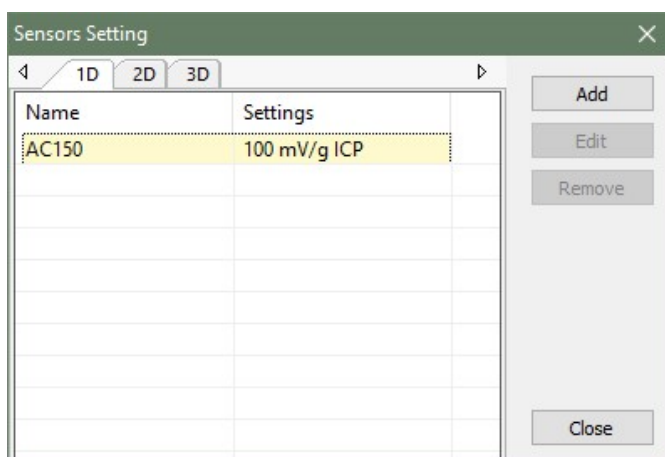 Sensors Setting
1D 2D 3D
Name Settings
AC150 100 mV/g ICP
Add
Edit
Remove
Close